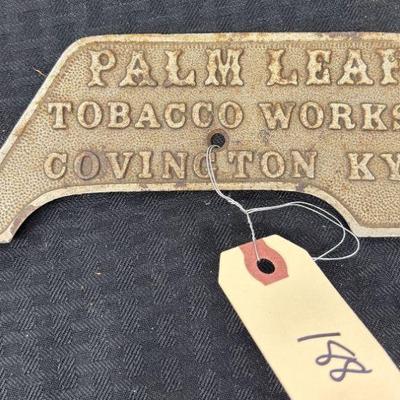 PALM LEAF
TOBACCO WORKS
COVINGTON KY
188